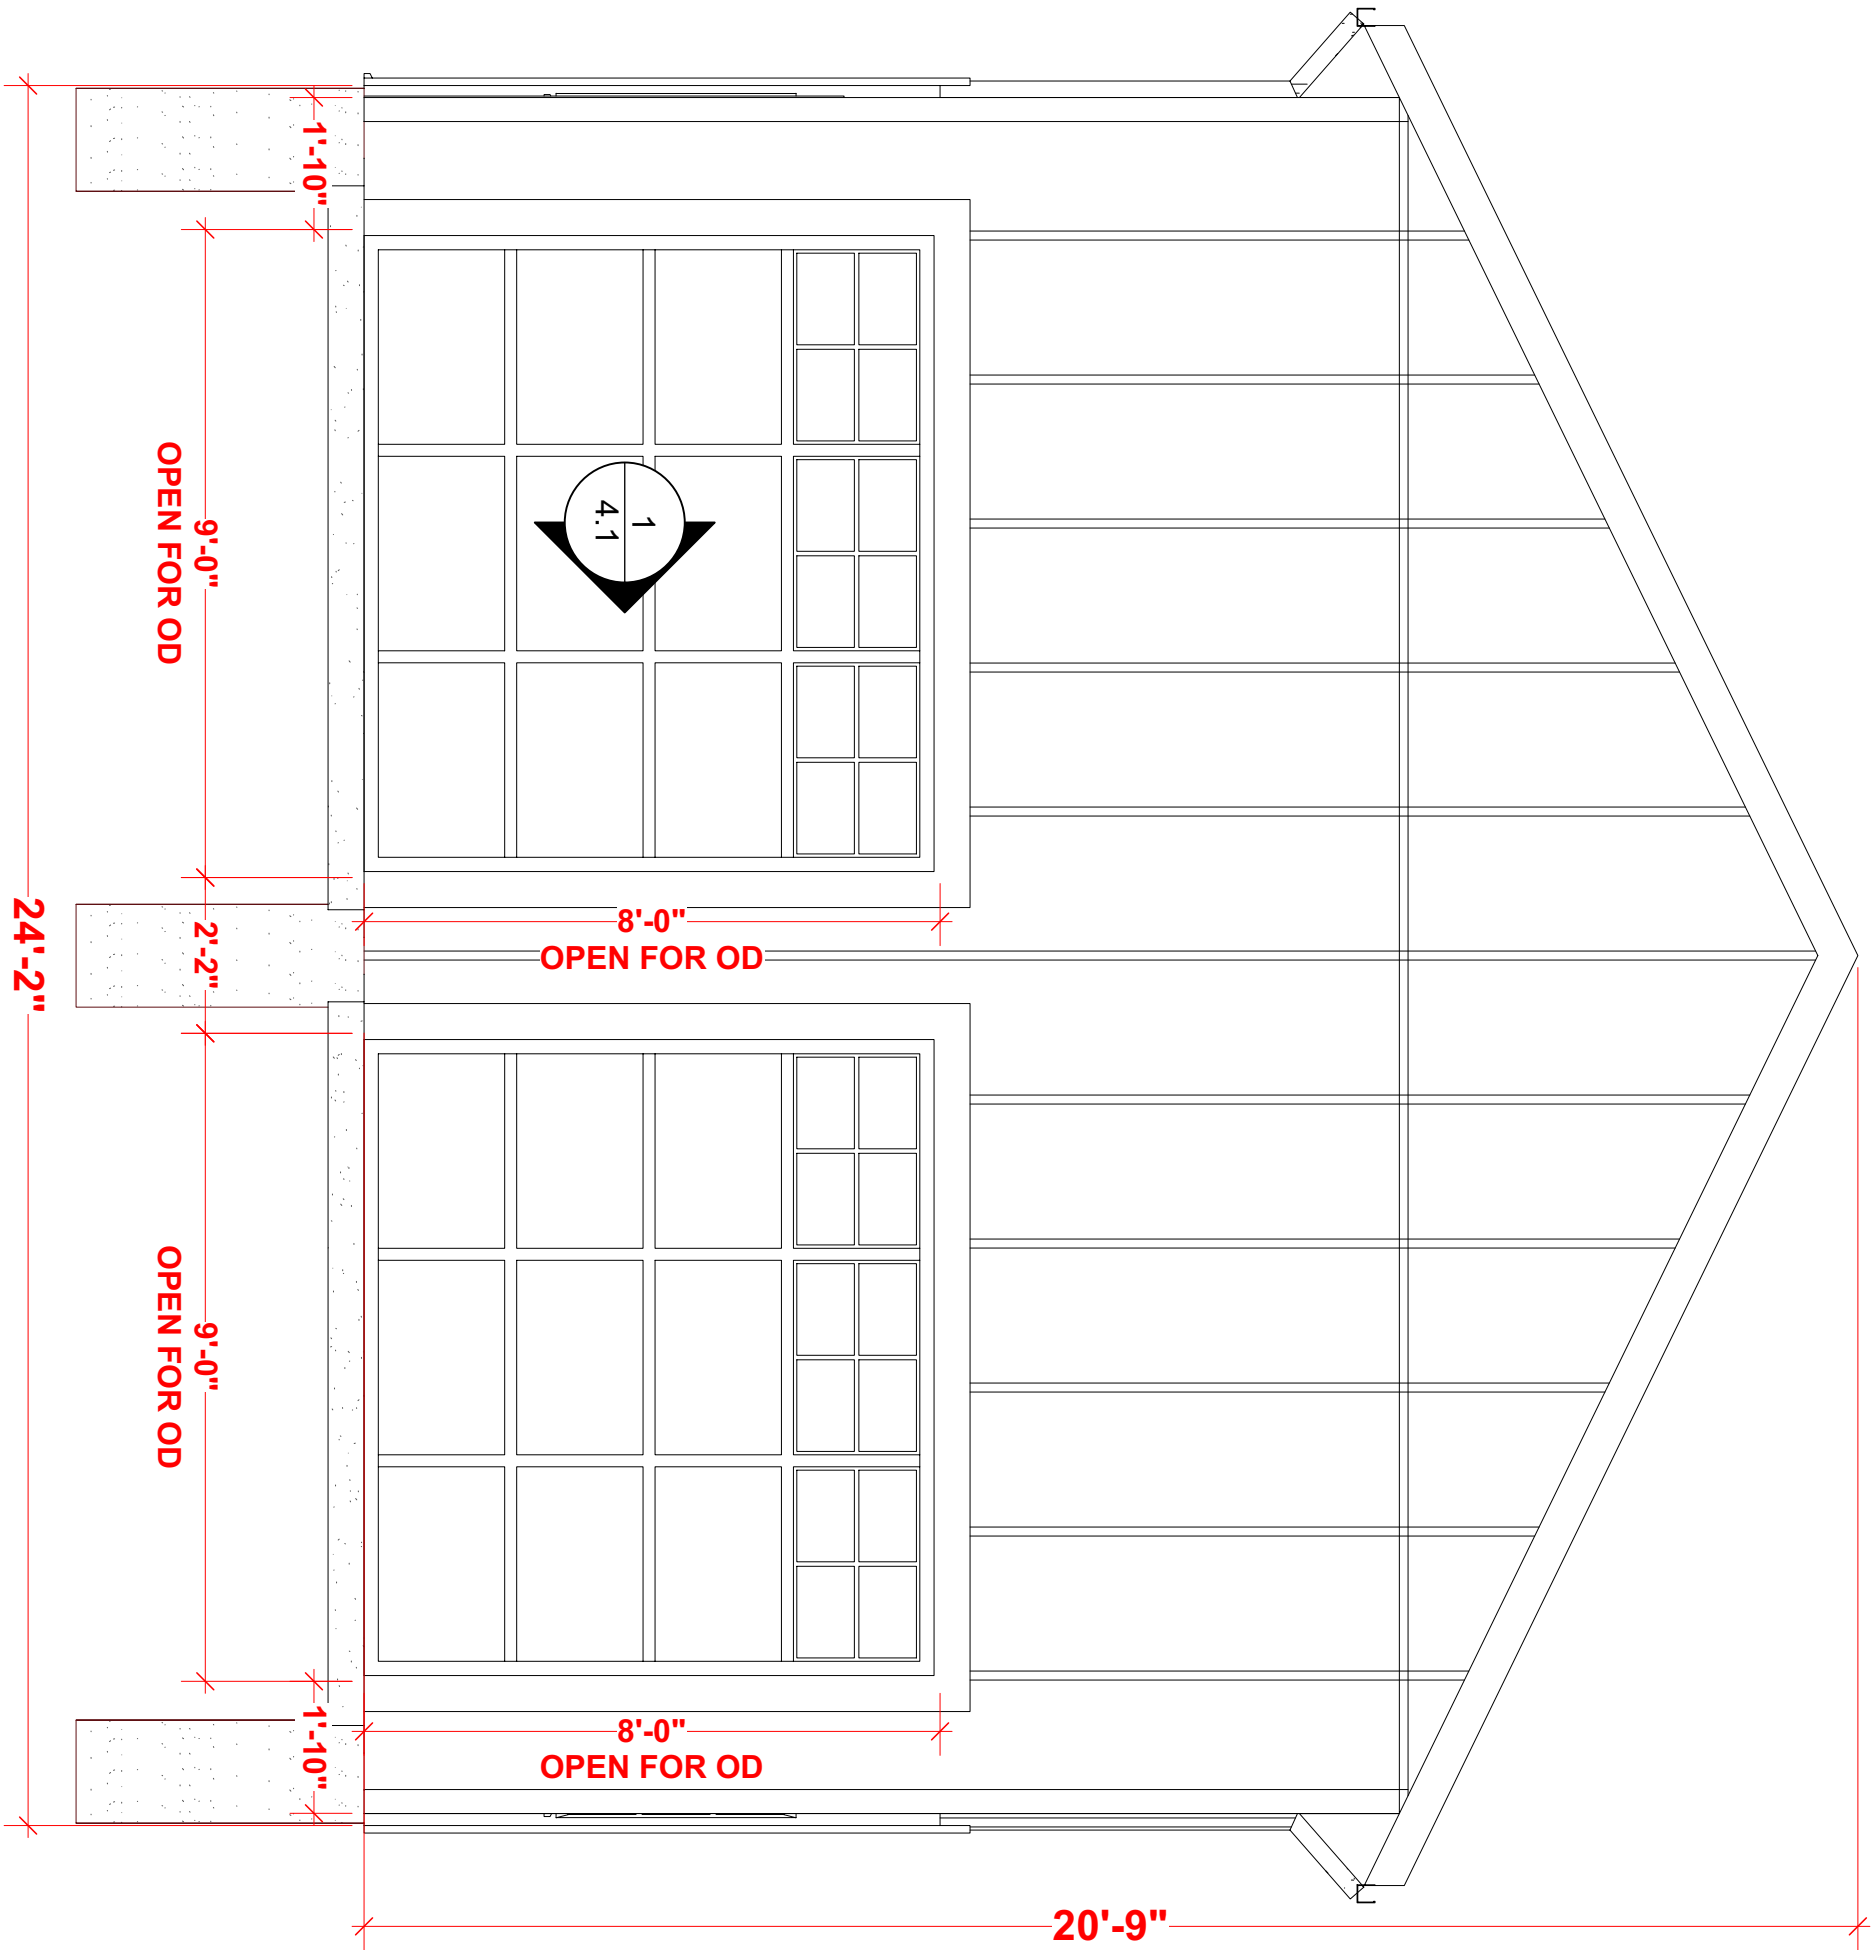 1
4.1
8'-0"
OPEN FOR OD
8'-0"
OPEN FOR OD
20'-9"
1'-10"
1'-10"
9'-0"
OPEN FOR OD
2'-2"
9'-0"
OPEN FOR OD
24'-2"